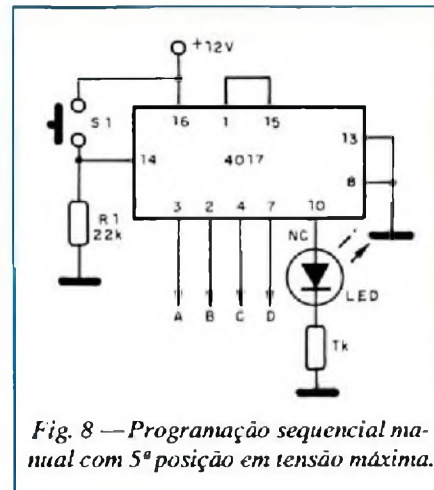 +12V
S1
16 1 15
13
14
4017
8
R1
22k
3 2 4 7 10
NC
LED
A B C D
1k
Fig. 8 — Programação sequencial ma-
nual com 5ª posição em tensão máxima.